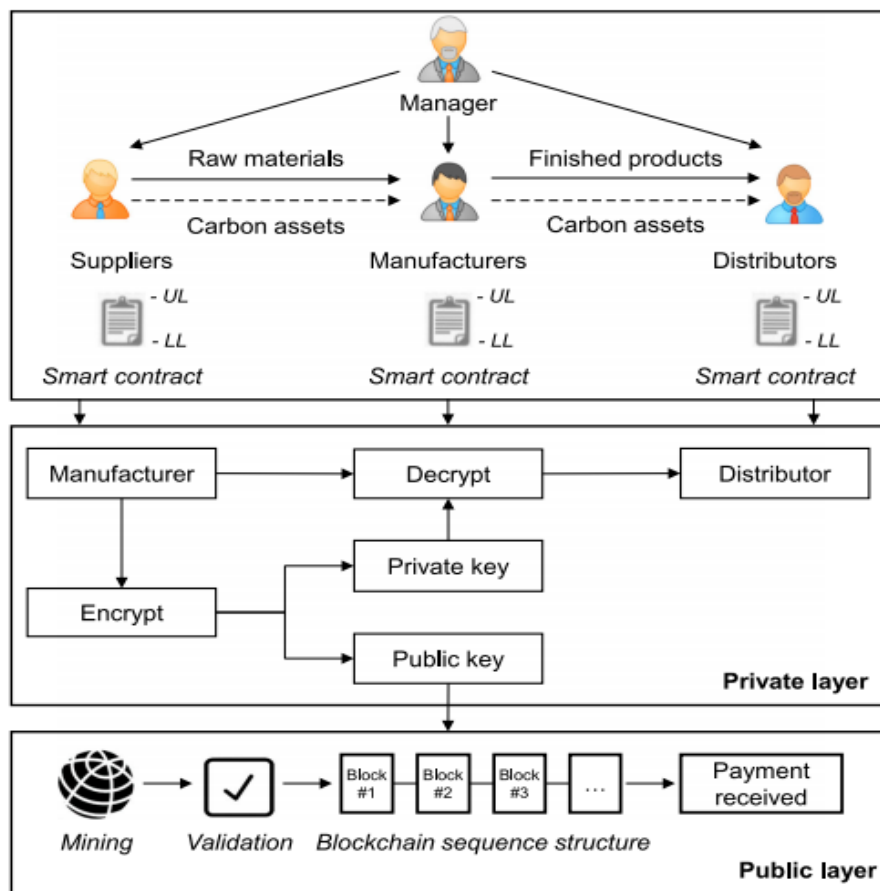 Manager
Raw materials
Finished products
Carbon assets
Carbon assets
Suppliers
Manufacturers
Distributors
- UL
- UL
- UL
- LL
- LL
- LL
Smart contract
Smart contract
Smart contract
Manufacturer
Decrypt
Distributor
Private key
Encrypt
Public key
Private layer
Block
#1
Block
#2
Block
#3
...
Payment
received
Mining
Validation
Blockchain sequence structure
Public layer